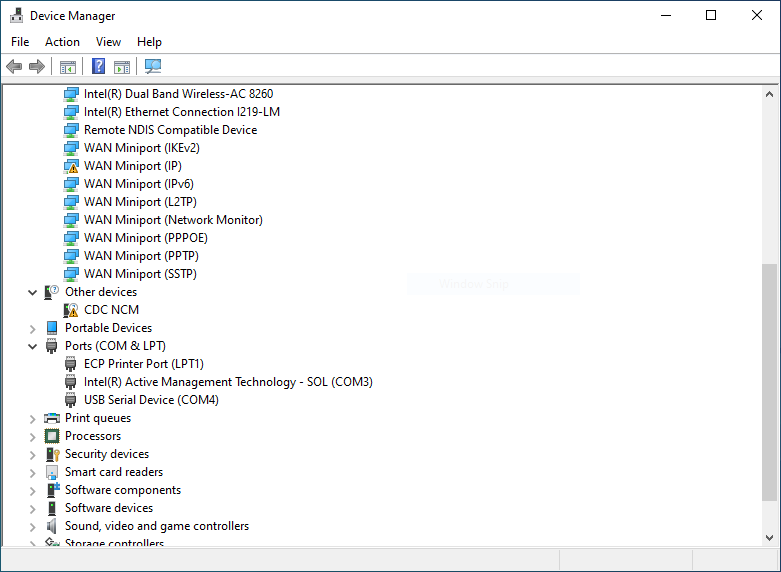 Device Manager
File Action View Help
Intel(R) Dual Band Wireless-AC 8260
Intel(R) Ethernet Connection I219-LM
Remote NDIS Compatible Device
WAN Miniport (IKEv2)
WAN Miniport (IP)
WAN Miniport (IPv6)
WAN Miniport (L2TP)
WAN Miniport (Network Monitor)
WAN Miniport (PPPOE)
WAN Miniport (PPTP)
WAN Miniport (SSTP)
Window Snip
Other devices
CDC NCM
Portable Devices
Ports (COM & LPT)
ECP Printer Port (LPT1)
Intel(R) Active Management Technology - SOL (COM3)
USB Serial Device (COM4)
Print queues
Processors
Security devices
Smart card readers
Software components
Software devices
Sound, video and game controllers
Storage controllers